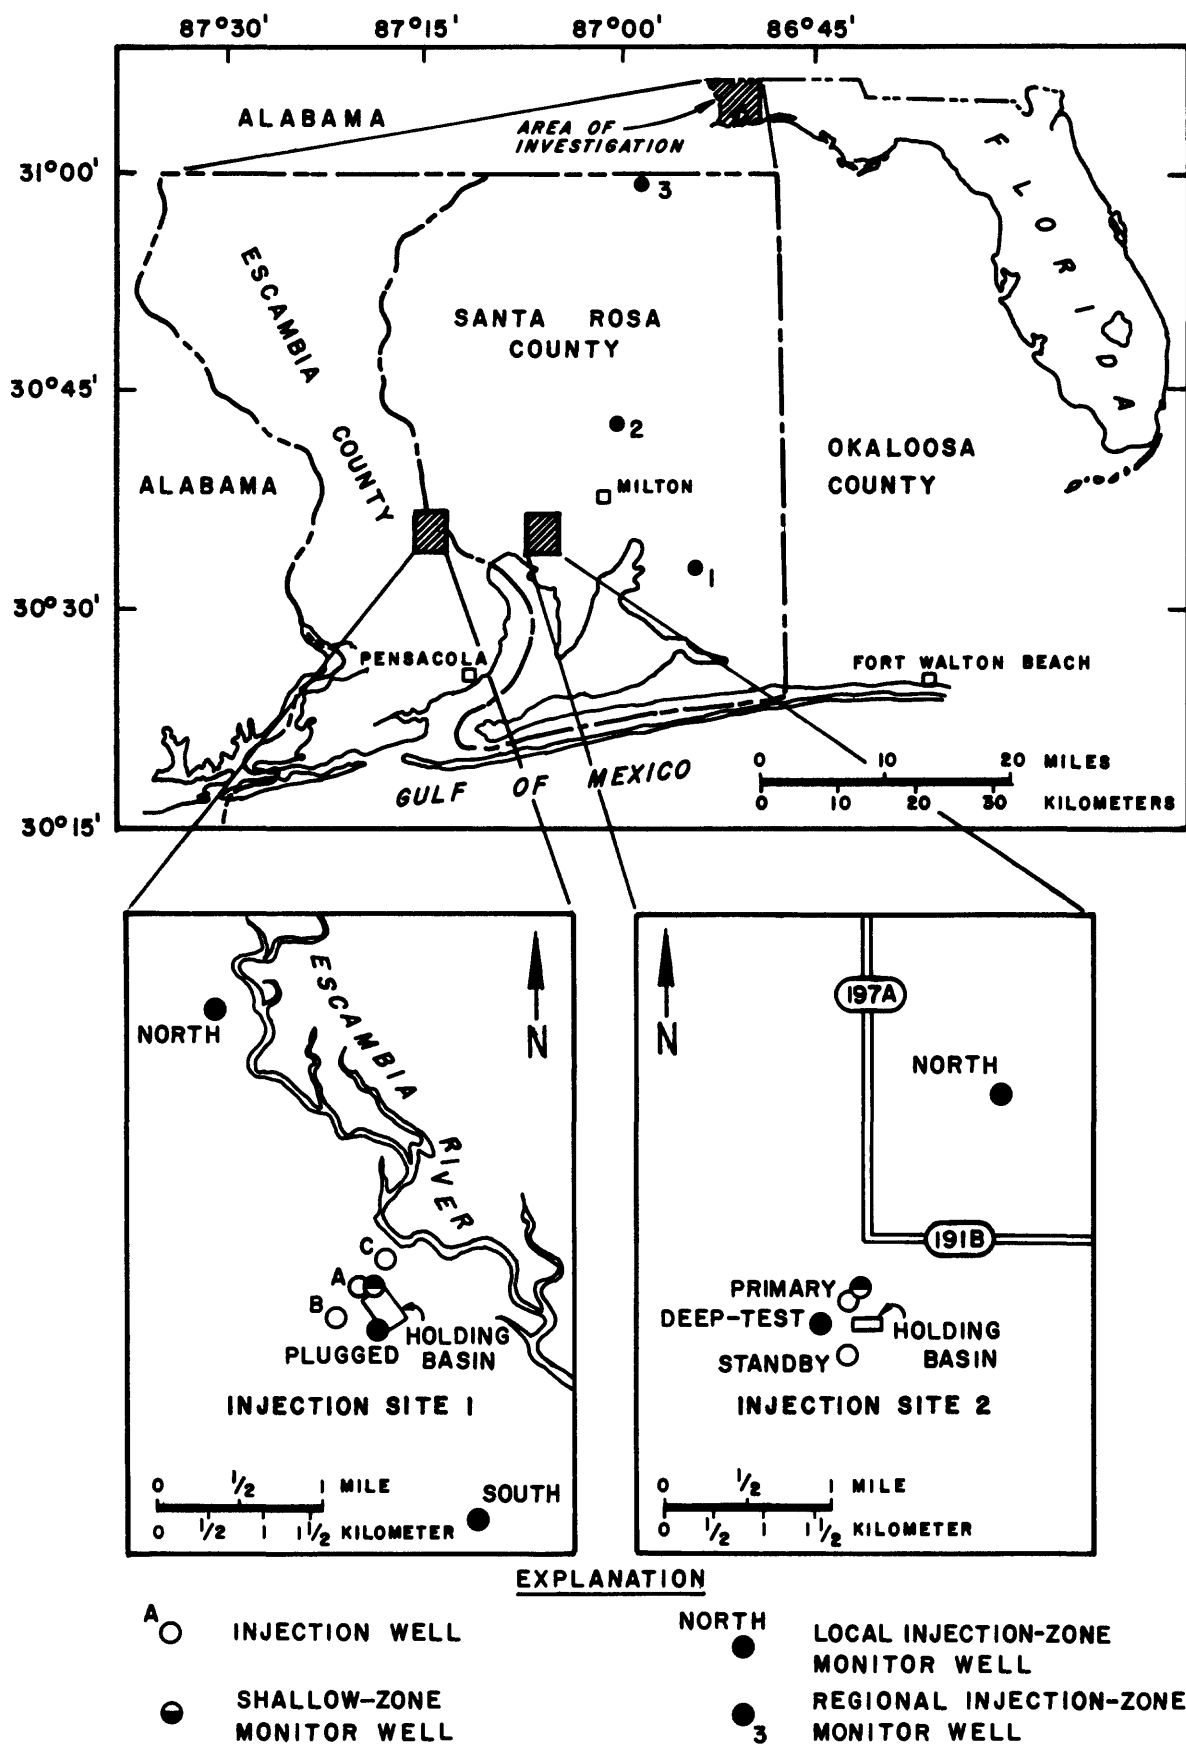 87°30' 87°15' 87°00' 86°45'
ALABAMA
AREA OF
INVESTIGATION
FLORIDA
31°00'
3
ESCAMBIA COUNTY
SANTA ROSA
COUNTY
30°45'
2
OKALOOSA
COUNTY
ALABAMA
MILTON
1
30°30'
PENSACOLA
FORT WALTON BEACH
GULF OF MEXICO
0 10 20 MILES
0 10 20 30 KILOMETERS
30°15'
NORTH
ESCAMBIA RIVER
N
C
A
B
PLUGGED
HOLDING
BASIN
INJECTION SITE 1
0 1/2 1 MILE
0 1/2 1 1 1/2 KILOMETER
SOUTH
N
197A
NORTH
191B
PRIMARY
DEEP-TEST
HOLDING
BASIN
STANDBY
INJECTION SITE 2
0 1/2 1 MILE
0 1/2 1 1 1/2 KILOMETER
EXPLANATION
A INJECTION WELL
SHALLOW-ZONE
MONITOR WELL
NORTH LOCAL INJECTION-ZONE
MONITOR WELL
REGIONAL INJECTION-ZONE
3 MONITOR WELL